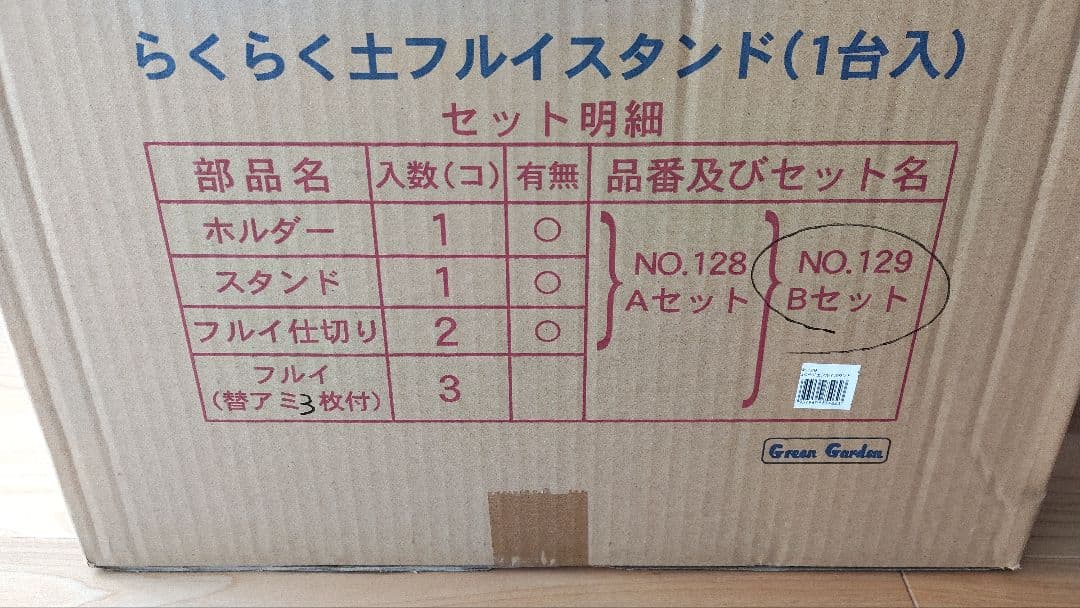 らくらく土フルイスタンド(1台入)
セット明細
部品名 入数(コ) 有無 品番及びセット名
ホルダー 1 ○
スタンド 1 ○
フルイ仕切り 2 ○
フルイ
(替アミ3枚付) 3
NO.128
Aセット
NO.129
Bセット
Green Garden